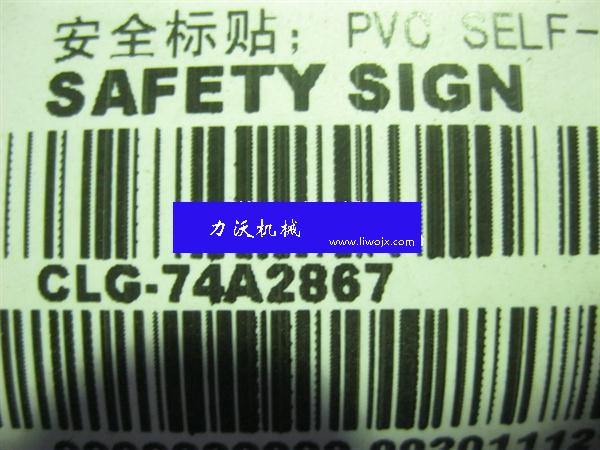 安全标贴; PVC SELF-
SAFETY SIGN
力沃机械
www.liwojx.com
CLG-74A2867